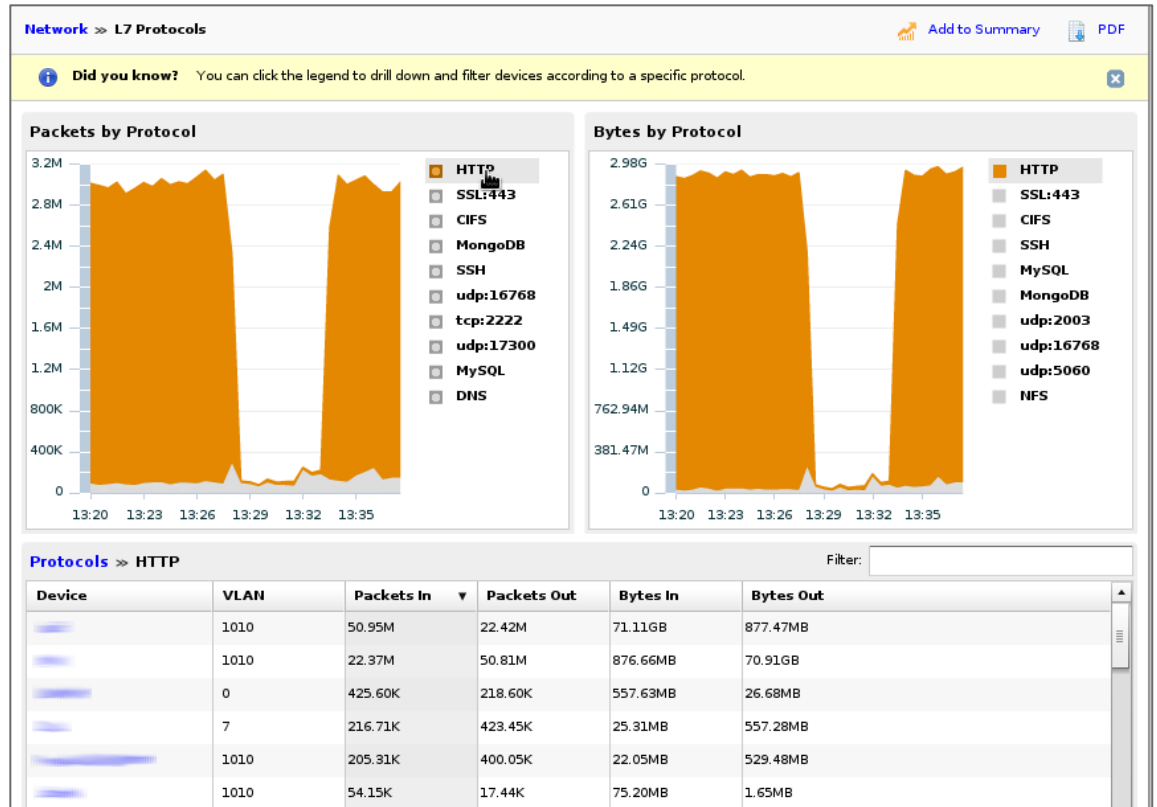 Network » L7 Protocols
Add to Summary
PDF
Did you know? You can click the legend to drill down and filter devices according to a specific protocol.
Packets by Protocol
3.2M
2.8M
2.4M
2M
1.6M
1.2M
800K
400K
0
13:20 13:23 13:26 13:29 13:32 13:35
HTTP
SSL:443
CIFS
MongoDB
SSH
udp:16768
tcp:2222
udp:17300
MySQL
DNS
Bytes by Protocol
2.98G
2.61G
2.24G
1.86G
1.49G
1.12G
762.94M
381.47M
0
13:20 13:23 13:26 13:29 13:32 13:35
HTTP
SSL:443
CIFS
SSH
MySQL
MongoDB
udp:2003
udp:16768
udp:5060
NFS
Protocols » HTTP
Filter:
Device VLAN Packets In ▼ Packets Out Bytes In Bytes Out
1010 50.95M 22.42M 71.11GB 877.47MB
1010 22.37M 50.81M 876.66MB 70.91GB
0 425.60K 218.60K 557.63MB 26.68MB
7 216.71K 423.45K 25.31MB 557.28MB
1010 205.31K 400.05K 22.05MB 529.48MB
1010 54.15K 17.44K 75.20MB 1.65MB